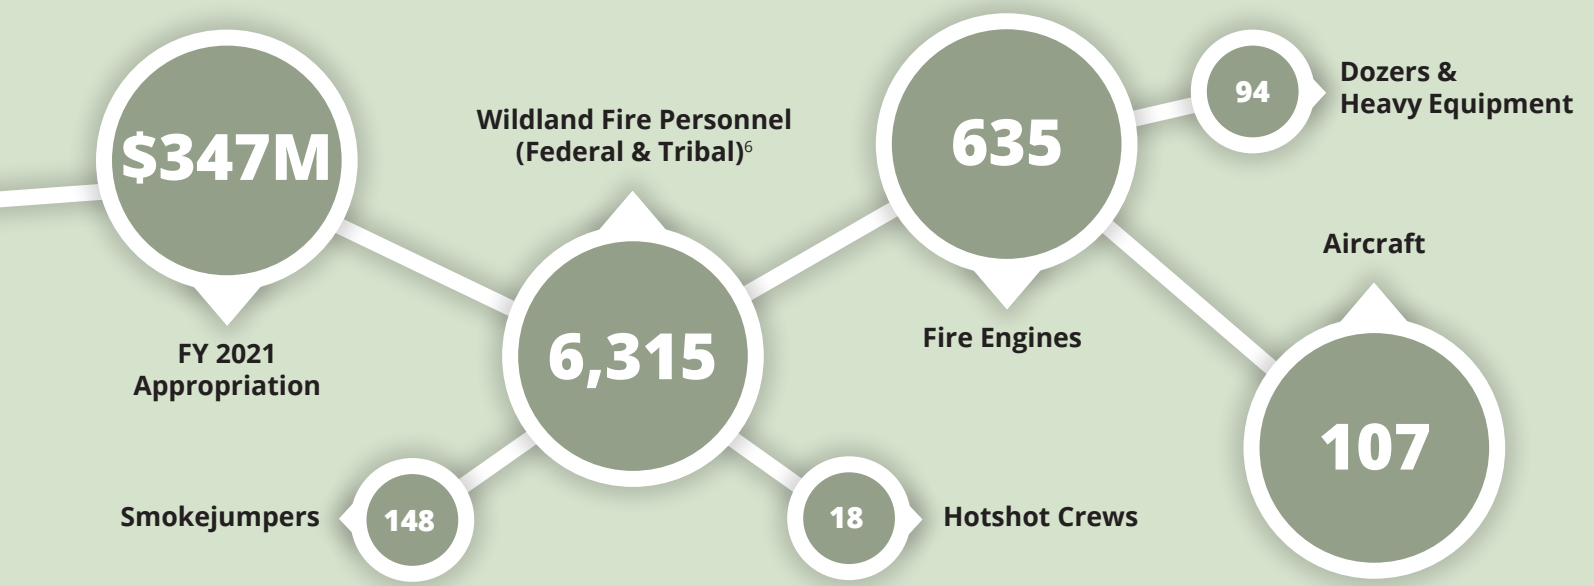 $347M
FY 2021
Appropriation
Wildland Fire Personnel
(Federal & Tribal)6
6,315
Smokejumpers
148
18
Hotshot Crews
635
Fire Engines
94
Dozers &
Heavy Equipment
Aircraft
107